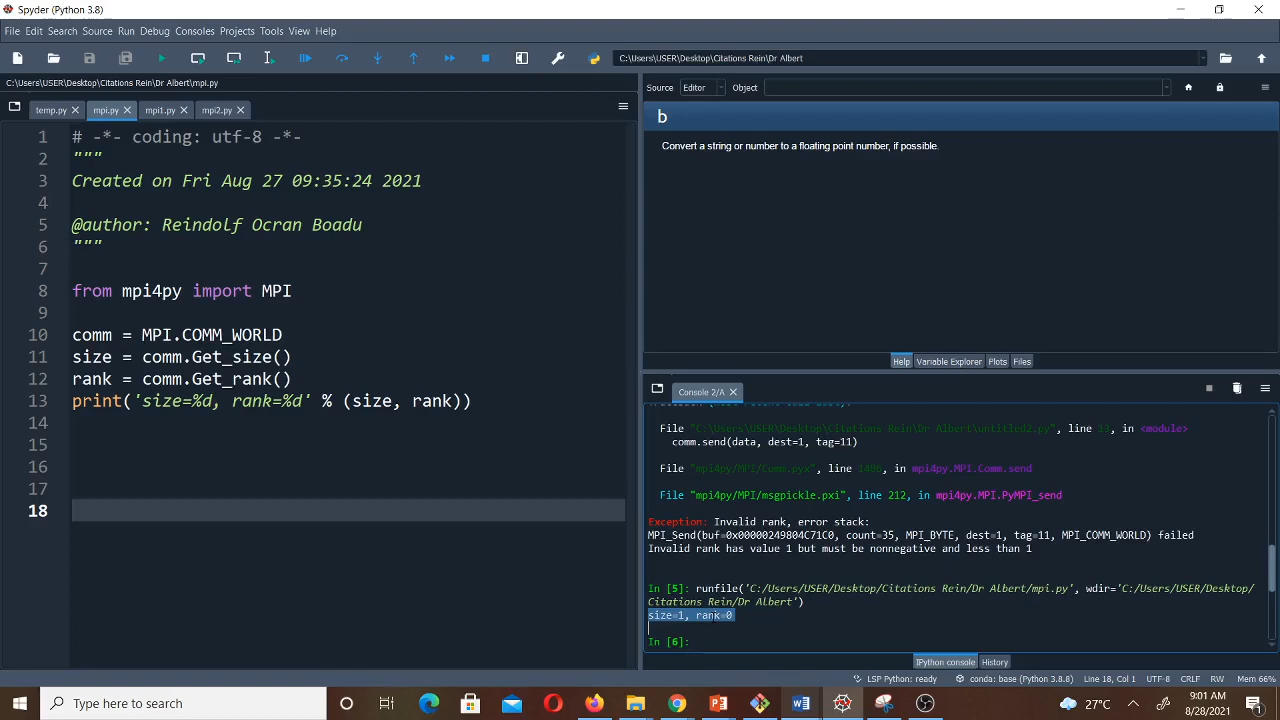 Spyder (Python 3.8)
File Edit Search Source Run Debug Consoles Projects Tools View Help
C:\Users\USER\Desktop\Citations Rein\Dr Albert
C:\Users\USER\Desktop\Citations Rein\Dr Albert\mpi.py
temp.py mpi.py mpi1.py mpi2.py
1 # -*- coding: utf-8 -*-
2 """
3 Created on Fri Aug 27 09:35:24 2021
4
5 @author: Reindolf Ocran Boadu
6 """
7
8 from mpi4py import MPI
9
10 comm = MPI.COMM_WORLD
11 size = comm.Get_size()
12 rank = comm.Get_rank()
13 print('size=%d, rank=%d' % (size, rank))
14
15
16
17
18
Source Editor Object
b
Convert a string or number to a floating point number, if possible.
Help Variable Explorer Plots Files
Console 2/A
File "C:\Users\USER\Desktop\Citations Rein\Dr Albert\untitled2.py", line 33, in <module>
comm.send(data, dest=1, tag=11)
File "mpi4py/MPI/Comm.pyx", line 1406, in mpi4py.MPI.Comm.send
File "mpi4py/MPI/msgpickle.pxi", line 212, in mpi4py.MPI.PyMPI_send
Exception: Invalid rank, error stack:
MPI_Send(buf=0x00000249804C71C0, count=35, MPI_BYTE, dest=1, tag=11, MPI_COMM_WORLD) failed
Invalid rank has value 1 but must be nonnegative and less than 1
In [5]: runfile('C:/Users/USER/Desktop/Citations Rein/Dr Albert/mpi.py', wdir='C:/Users/USER/Desktop/
Citations Rein/Dr Albert')
size=1, rank=0
In [6]:
IPython console History
LSP Python: ready conda: base (Python 3.8.8) Line 18, Col 1 UTF-8 CRLF RW Mem 66%
Type here to search
27°C
9:01 AM
8/28/2021